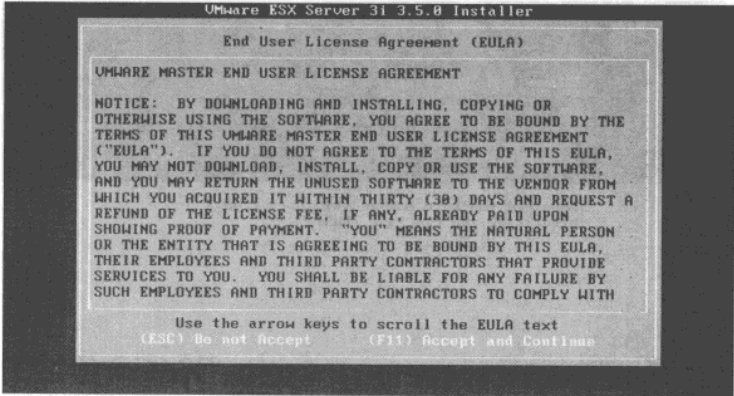 VMware ESX Server 3i 3.5.0 Installer
End User License Agreement (EULA)
VMWARE MASTER END USER LICENSE AGREEMENT
NOTICE: BY DOWNLOADING AND INSTALLING, COPYING OR
OTHERWISE USING THE SOFTWARE, YOU AGREE TO BE BOUND BY THE
TERMS OF THIS VMWARE MASTER END USER LICENSE AGREEMENT
("EULA"). IF YOU DO NOT AGREE TO THE TERMS OF THIS EULA,
YOU MAY NOT DOWNLOAD, INSTALL, COPY OR USE THE SOFTWARE,
AND YOU MAY RETURN THE UNUSED SOFTWARE TO THE VENDOR FROM
WHICH YOU ACQUIRED IT WITHIN THIRTY (30) DAYS AND REQUEST A
REFUND OF THE LICENSE FEE, IF ANY, ALREADY PAID UPON
SHOWING PROOF OF PAYMENT. "YOU" MEANS THE NATURAL PERSON
OR THE ENTITY THAT IS AGREEING TO BE BOUND BY THIS EULA,
THEIR EMPLOYEES AND THIRD PARTY CONTRACTORS THAT PROVIDE
SERVICES TO YOU. YOU SHALL BE LIABLE FOR ANY FAILURE BY
SUCH EMPLOYEES AND THIRD PARTY CONTRACTORS TO COMPLY WITH
Use the arrow keys to scroll the EULA text
(ESC) Do not Accept (F11) Accept and Continue